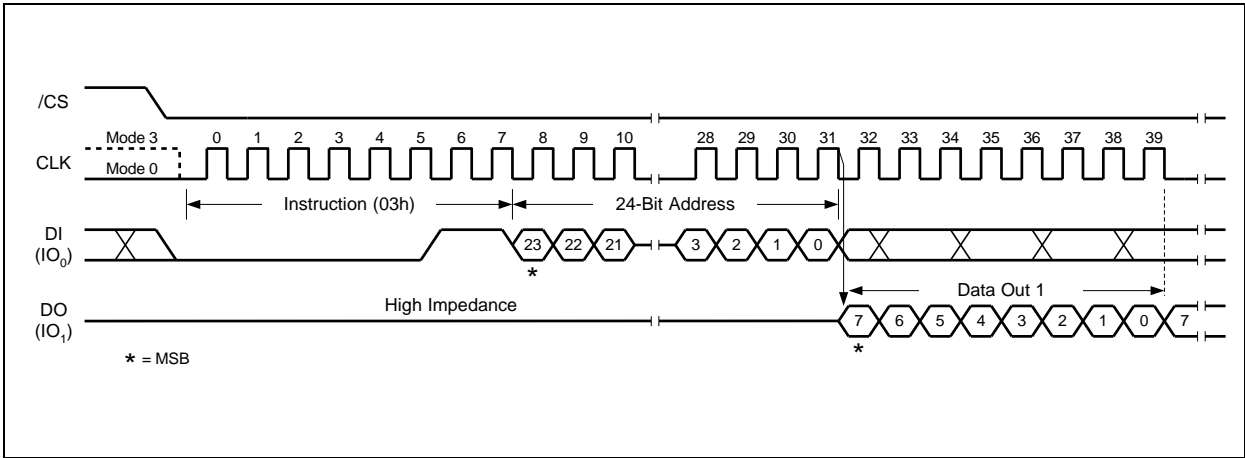 /CS
Mode 3 0 1 2 3 4 5 6 7 8 9 10 28 29 30 31 32 33 34 35 36 37 38 39
CLK
Mode 0
Instruction (03h) 24-Bit Address
DI
(IO0) 23 22 21 3 2 1 0
*
Data Out 1
High Impedance
DO
(IO1) 7 6 5 4 3 2 1 0 7
*
* = MSB